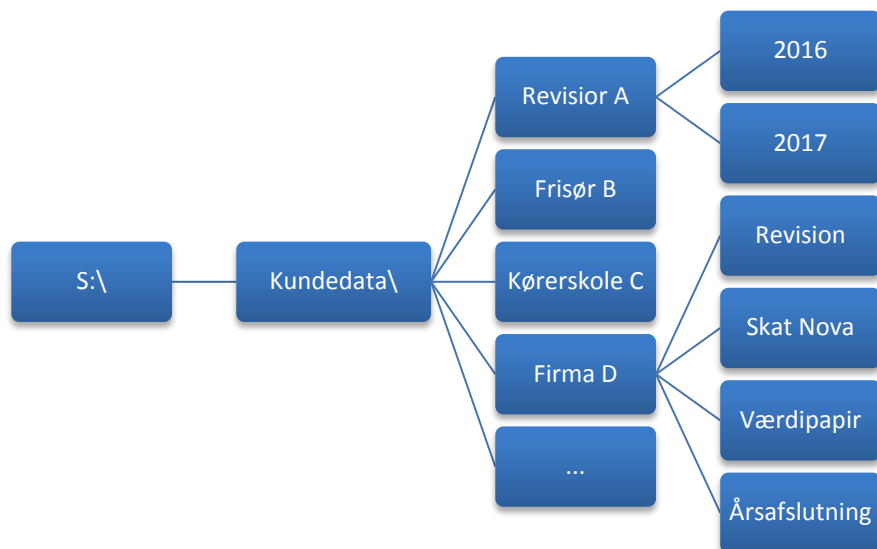 S:\
Kundedata\
Revisior A
2016
2017
Frisør B
Kørerskole C
Firma D
Revision
Skat Nova
Værdipapir
Årsafslutning
...